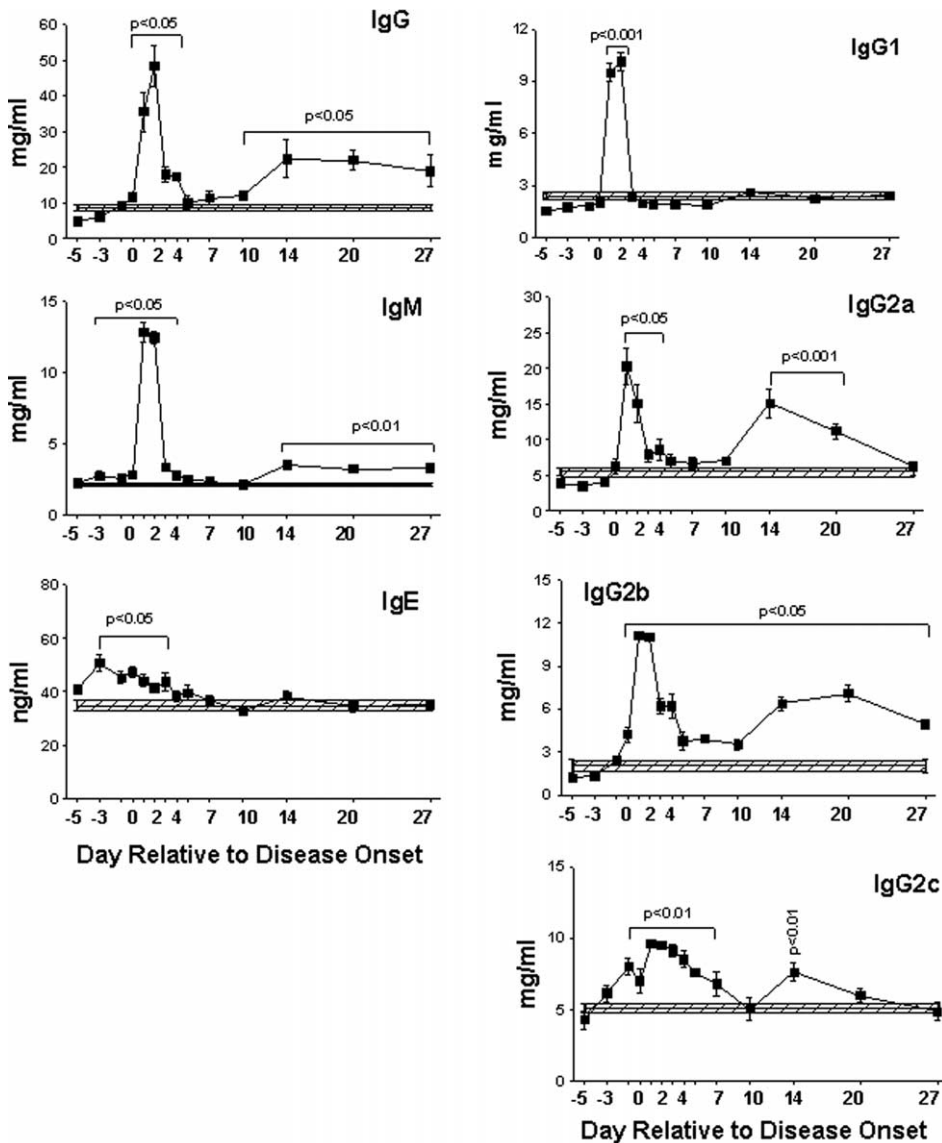 IgG
p<0.05
p<0.05
mg/ml
60
50
40
30
20
10
0
-5 -3 0 2 4 7 10 14 20 27
IgG1
p<0.001
mg/ml
12
9
6
3
0
-5 -3 0 2 4 7 10 14 20 27
IgM
p<0.05
p<0.01
mg/ml
15
10
5
0
-5 -3 0 2 4 7 10 14 20 27
IgG2a
p<0.05
p<0.001
mg/ml
30
25
20
15
10
5
0
-5 -3 0 2 4 7 10 14 20 27
IgE
p<0.05
ng/ml
80
60
40
20
0
-5 -3 0 2 4 7 10 14 20 27
Day Relative to Disease Onset
IgG2b
p<0.05
mg/ml
15
12
9
6
3
0
-5 -3 0 2 4 7 10 14 20 27
IgG2c
p<0.01
p<0.01
mg/ml
15
10
5
0
-5 -3 0 2 4 7 10 14 20 27
Day Relative to Disease Onset